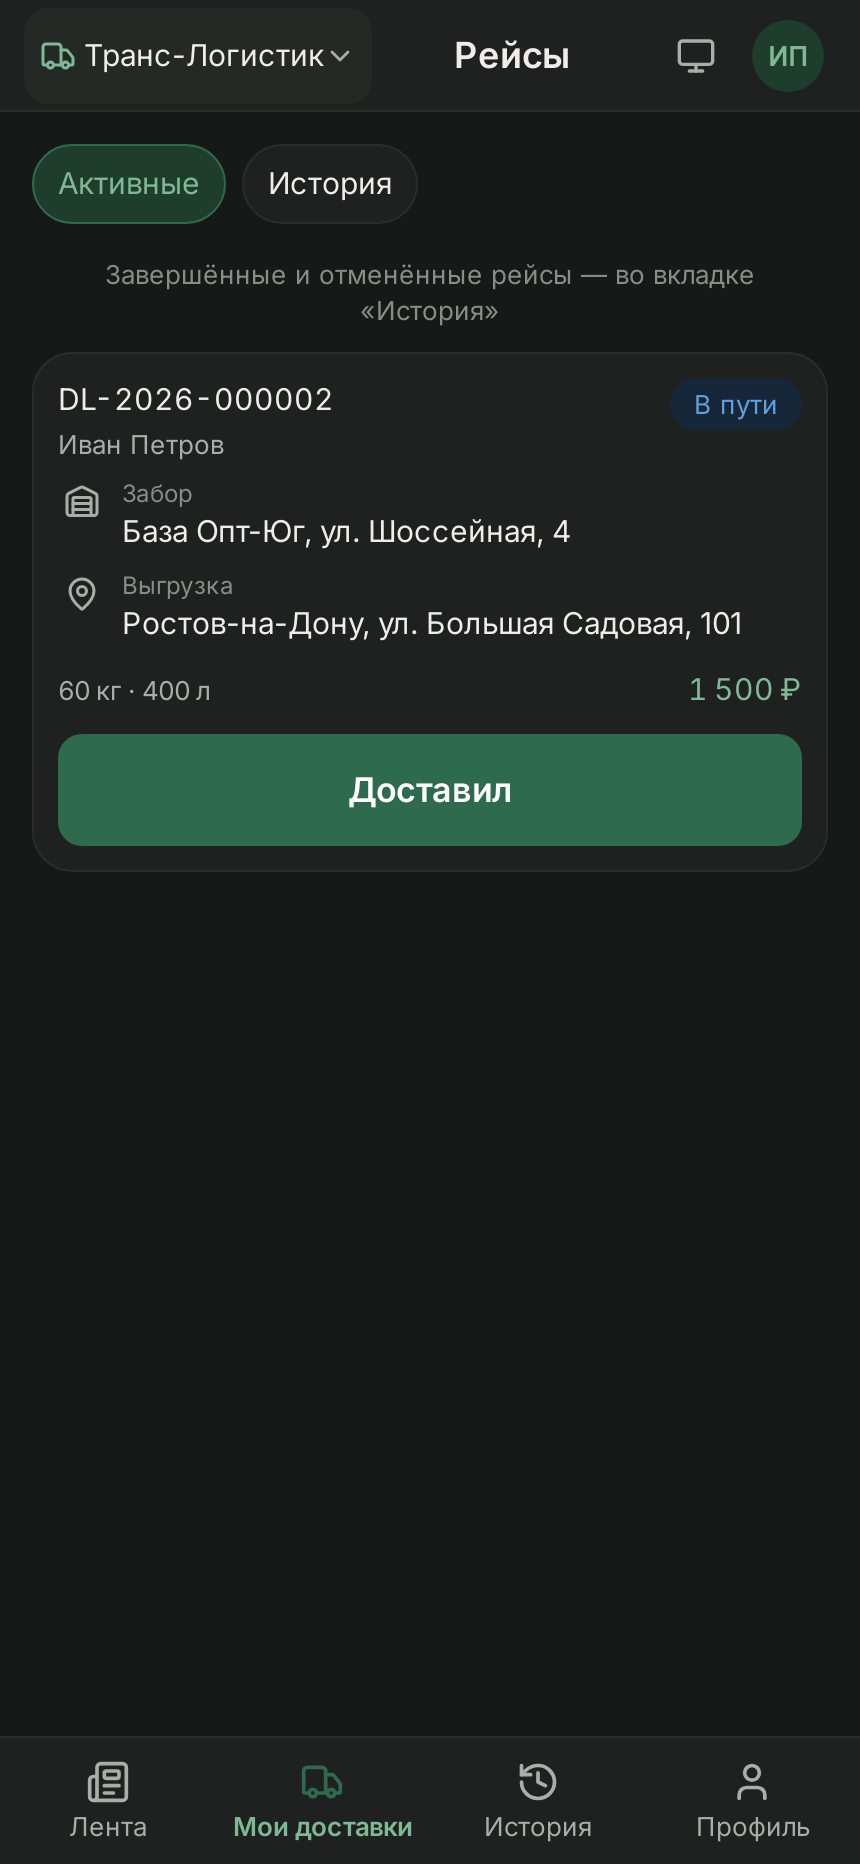 Транс-Логистик
Рейсы
ИП
Активные
История
Завершённые и отменённые рейсы — во вкладке
«История»
DL-2026-000002
В пути
Иван Петров
Забор
База Опт-Юг, ул. Шоссейная, 4
Выгрузка
Ростов-на-Дону, ул. Большая Садовая, 101
60 кг · 400 л
1 500 ₽
Доставил
Лента
Мои доставки
История
Профиль